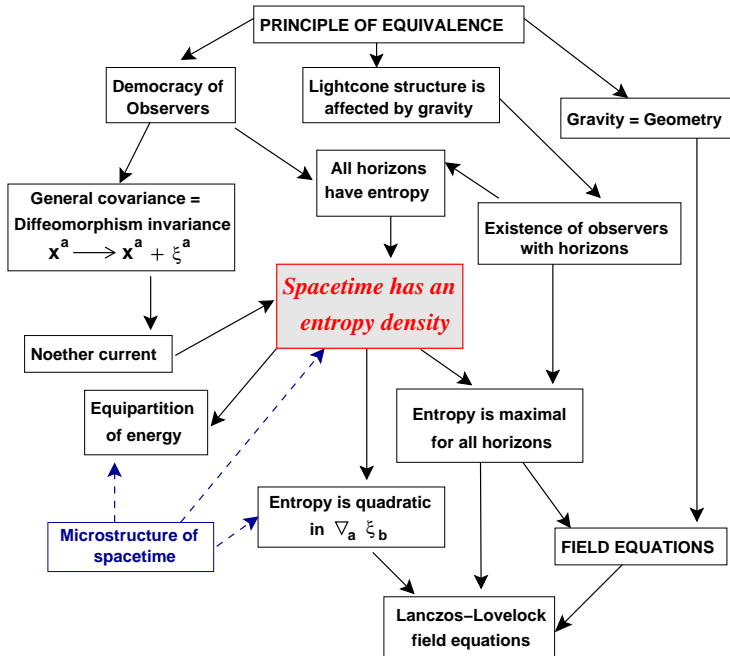 PRINCIPLE OF EQUIVALENCE
Democracy of
Observers
Lightcone structure is
affected by gravity
Gravity = Geometry
All horizons
have entropy
General covariance =
Diffeomorphism invariance
x^a → x^a + ξ^a
Existence of observers
with horizons
Spacetime has an
entropy density
Noether current
Equipartition
of energy
Entropy is maximal
for all horizons
Entropy is quadratic
in ∇_a ξ_b
Microstructure of
spacetime
FIELD EQUATIONS
Lanczos−Lovelock
field equations